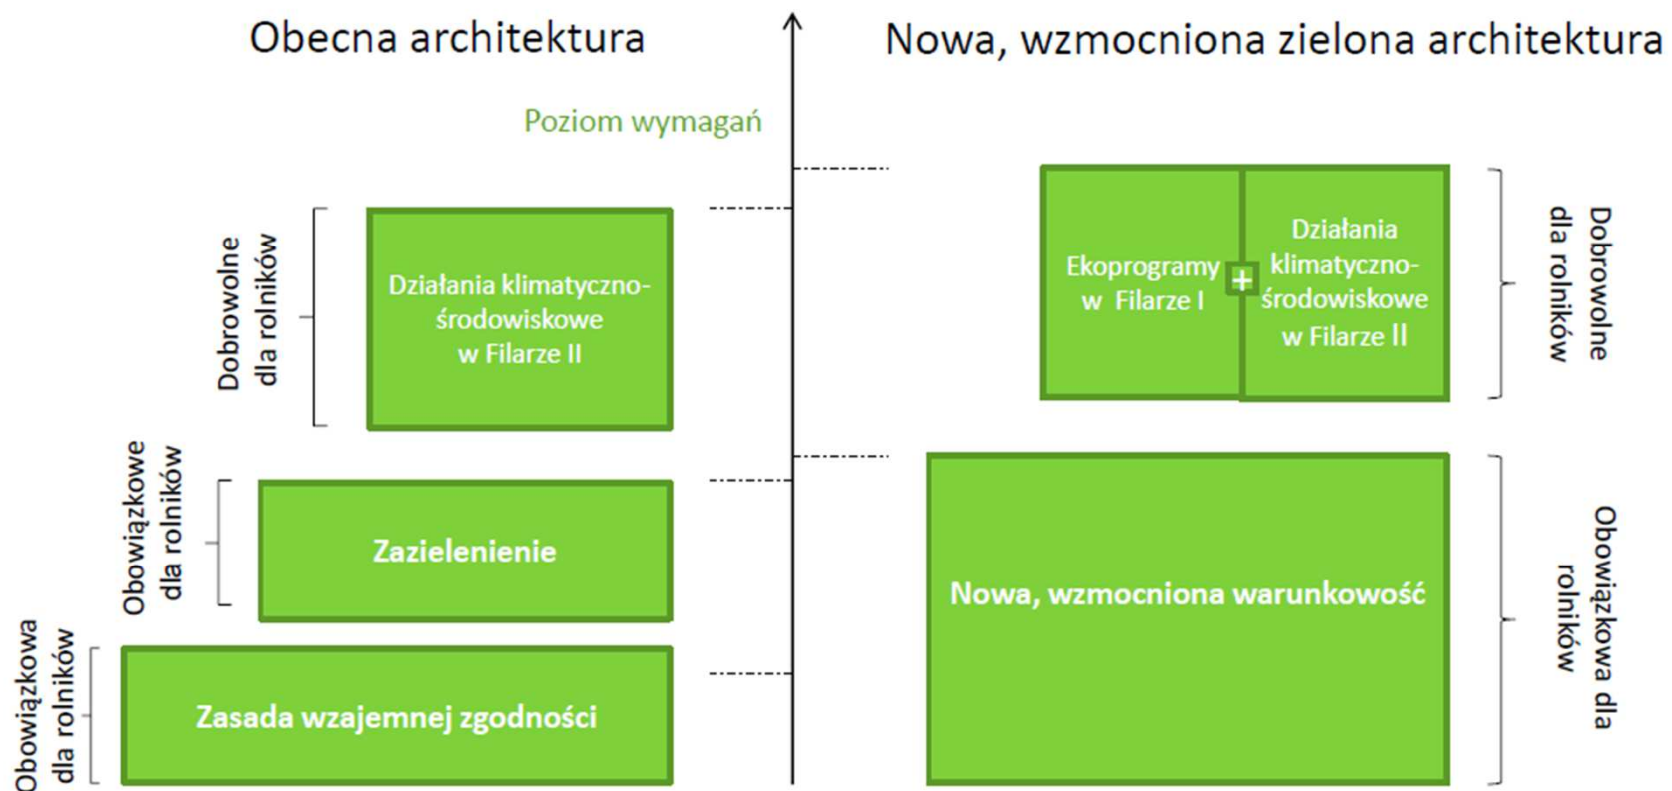 Obecna architektura
Nowa, wzmocniona zielona architektura
Poziom wymagań
Dobrowolne
dla rolników
Działania klimatyczno-
środowiskowe
w Filarze II
Obowiązkowe
dla rolników
Zazielenienie
Obowiązkowa
dla rolników
Zasada wzajemnej zgodności
Ekoprogramy
w Filarze I
+
Działania
klimatyczno-
środowiskowe
w Filarze II
Dobrowolne
dla rolników
Nowa, wzmocniona warunkowość
Obowiązkowa dla
rolników